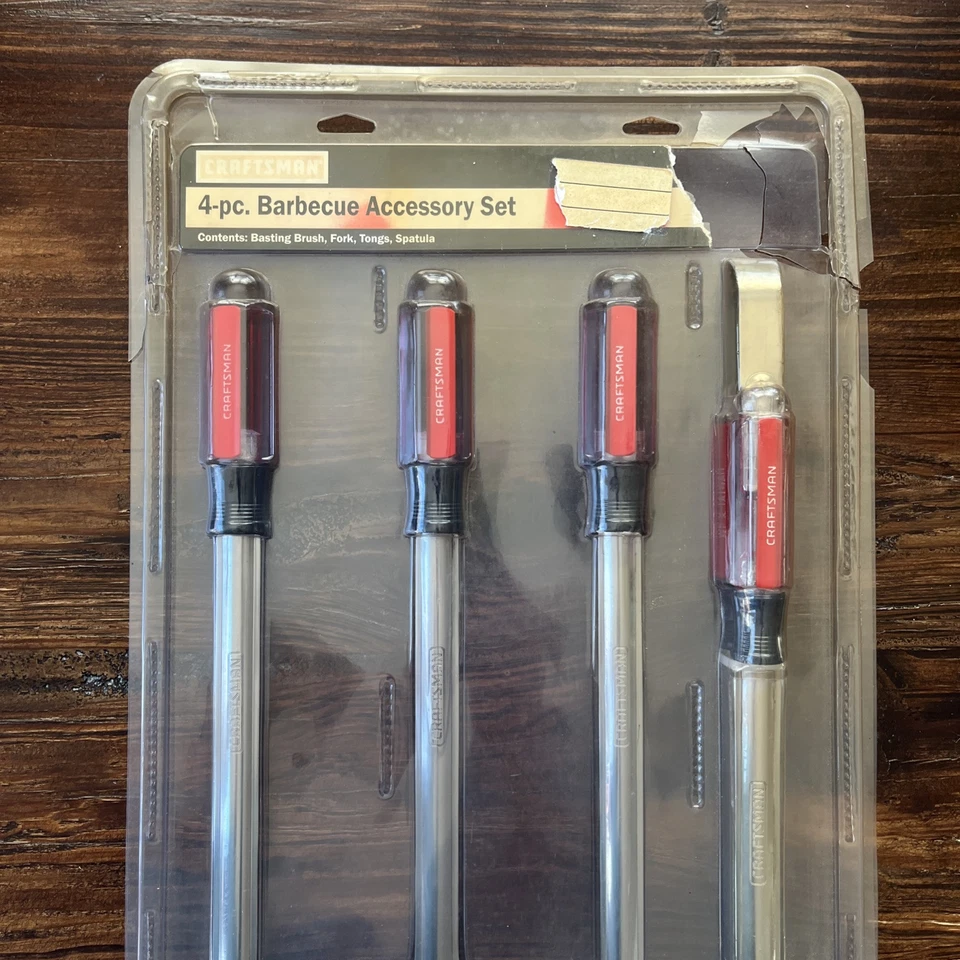 CRAFTSMAN
4-pc. Barbecue Accessory Set
Contents: Basting Brush, Fork, Tongs, Spatula
CRAFTSMAN
CRAFTSMAN
CRAFTSMAN
CRAFTSMAN
CRAFTSMAN
CRAFTSMAN
CRAFTSMAN
CRAFTSMAN